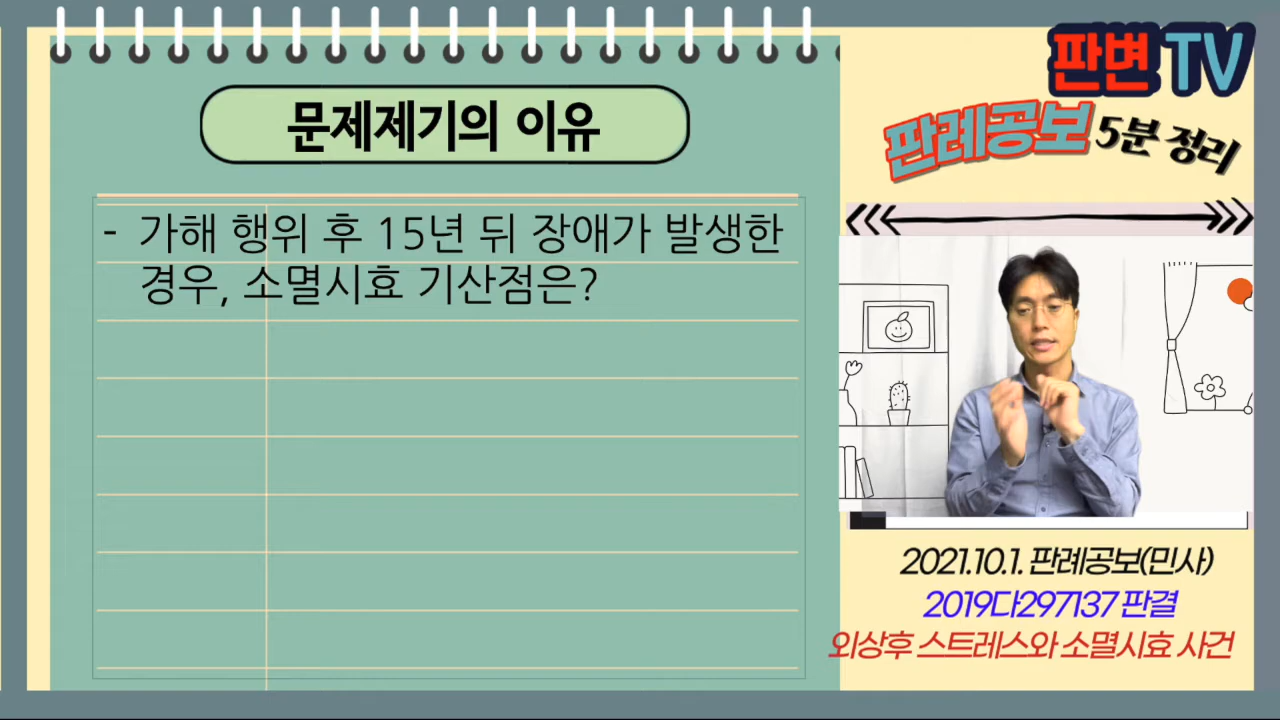 문제제기의 이유
- 가해 행위 후 15년 뒤 장애가 발생한
경우, 소멸시효 기산점은?
판변 TV
판례공보 5분 정리
2021.10.1. 판례공보(민사)
2019다297137 판결
외상후 스트레스와 소멸시효 사건